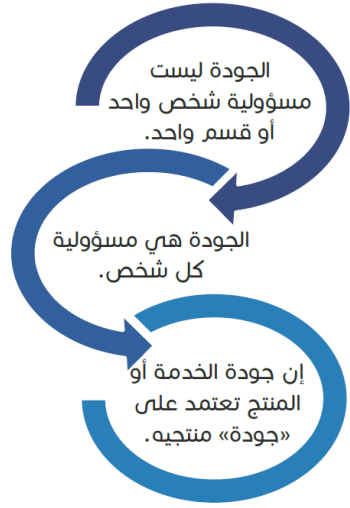 الجودة ليست
مسؤولية شخص واحد
أو قسم واحد.
الجودة هي مسؤولية
كل شخص.
إن جودة الخدمة أو
المنتج تعتمد على
«جودة» منتجيه.